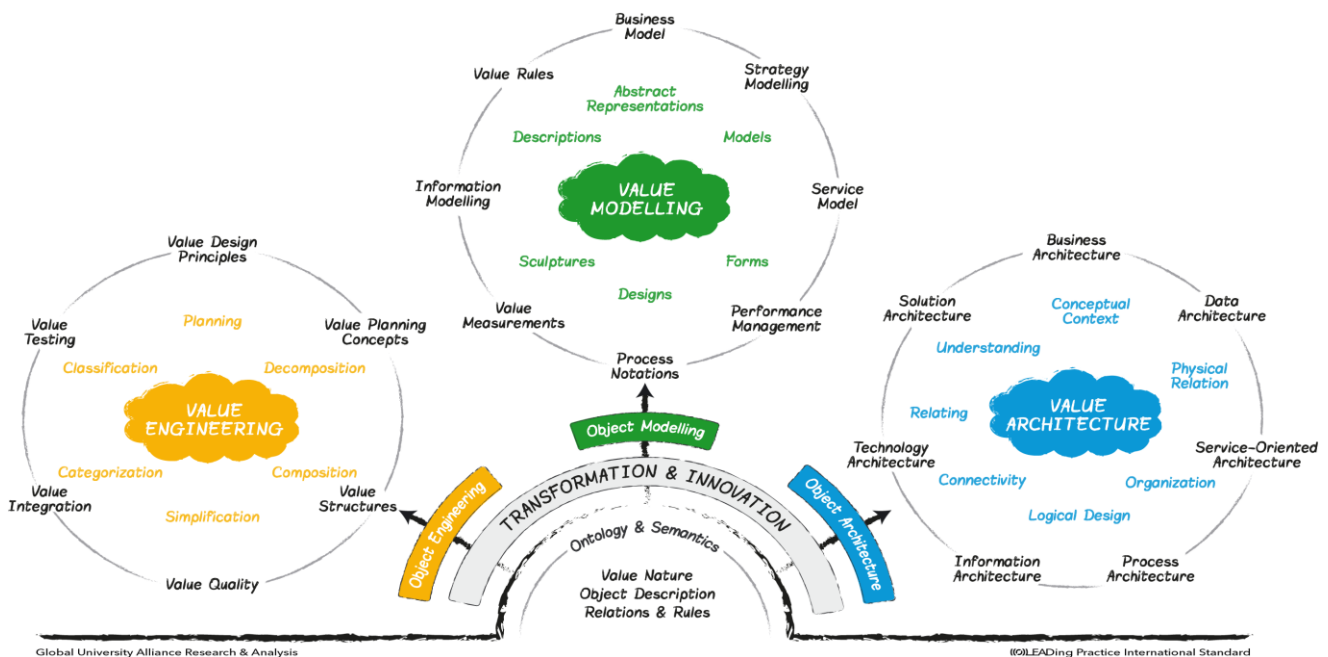 Business
Model
Value Rules
Strategy
Modelling
Abstract
Representations
Descriptions
Models
Information
Modelling
VALUE
MODELLING
Service
Model
Sculptures
Forms
Designs
Value
Measurements
Performance
Management
Process
Notations
Value Design
Principles
Value
Testing
Planning
Value Planning
Concepts
Classification
Decomposition
VALUE
ENGINEERING
Categorization
Composition
Value
Integration
Value
Structures
Simplification
Value Quality
Business
Architecture
Solution
Architecture
Conceptual
Context
Data
Architecture
Understanding
Physical
Relation
Relating
VALUE
ARCHITECTURE
Technology
Architecture
Service-Oriented
Architecture
Connectivity
Organization
Logical Design
Information
Architecture
Process
Architecture
Object Modelling
Object Engineering
TRANSFORMATION & INNOVATION
Object Architecture
Ontology & Semantics
Value Nature
Object Description
Relations & Rules
Global University Alliance Research & Analysis
((O))LEADing Practice International Standard